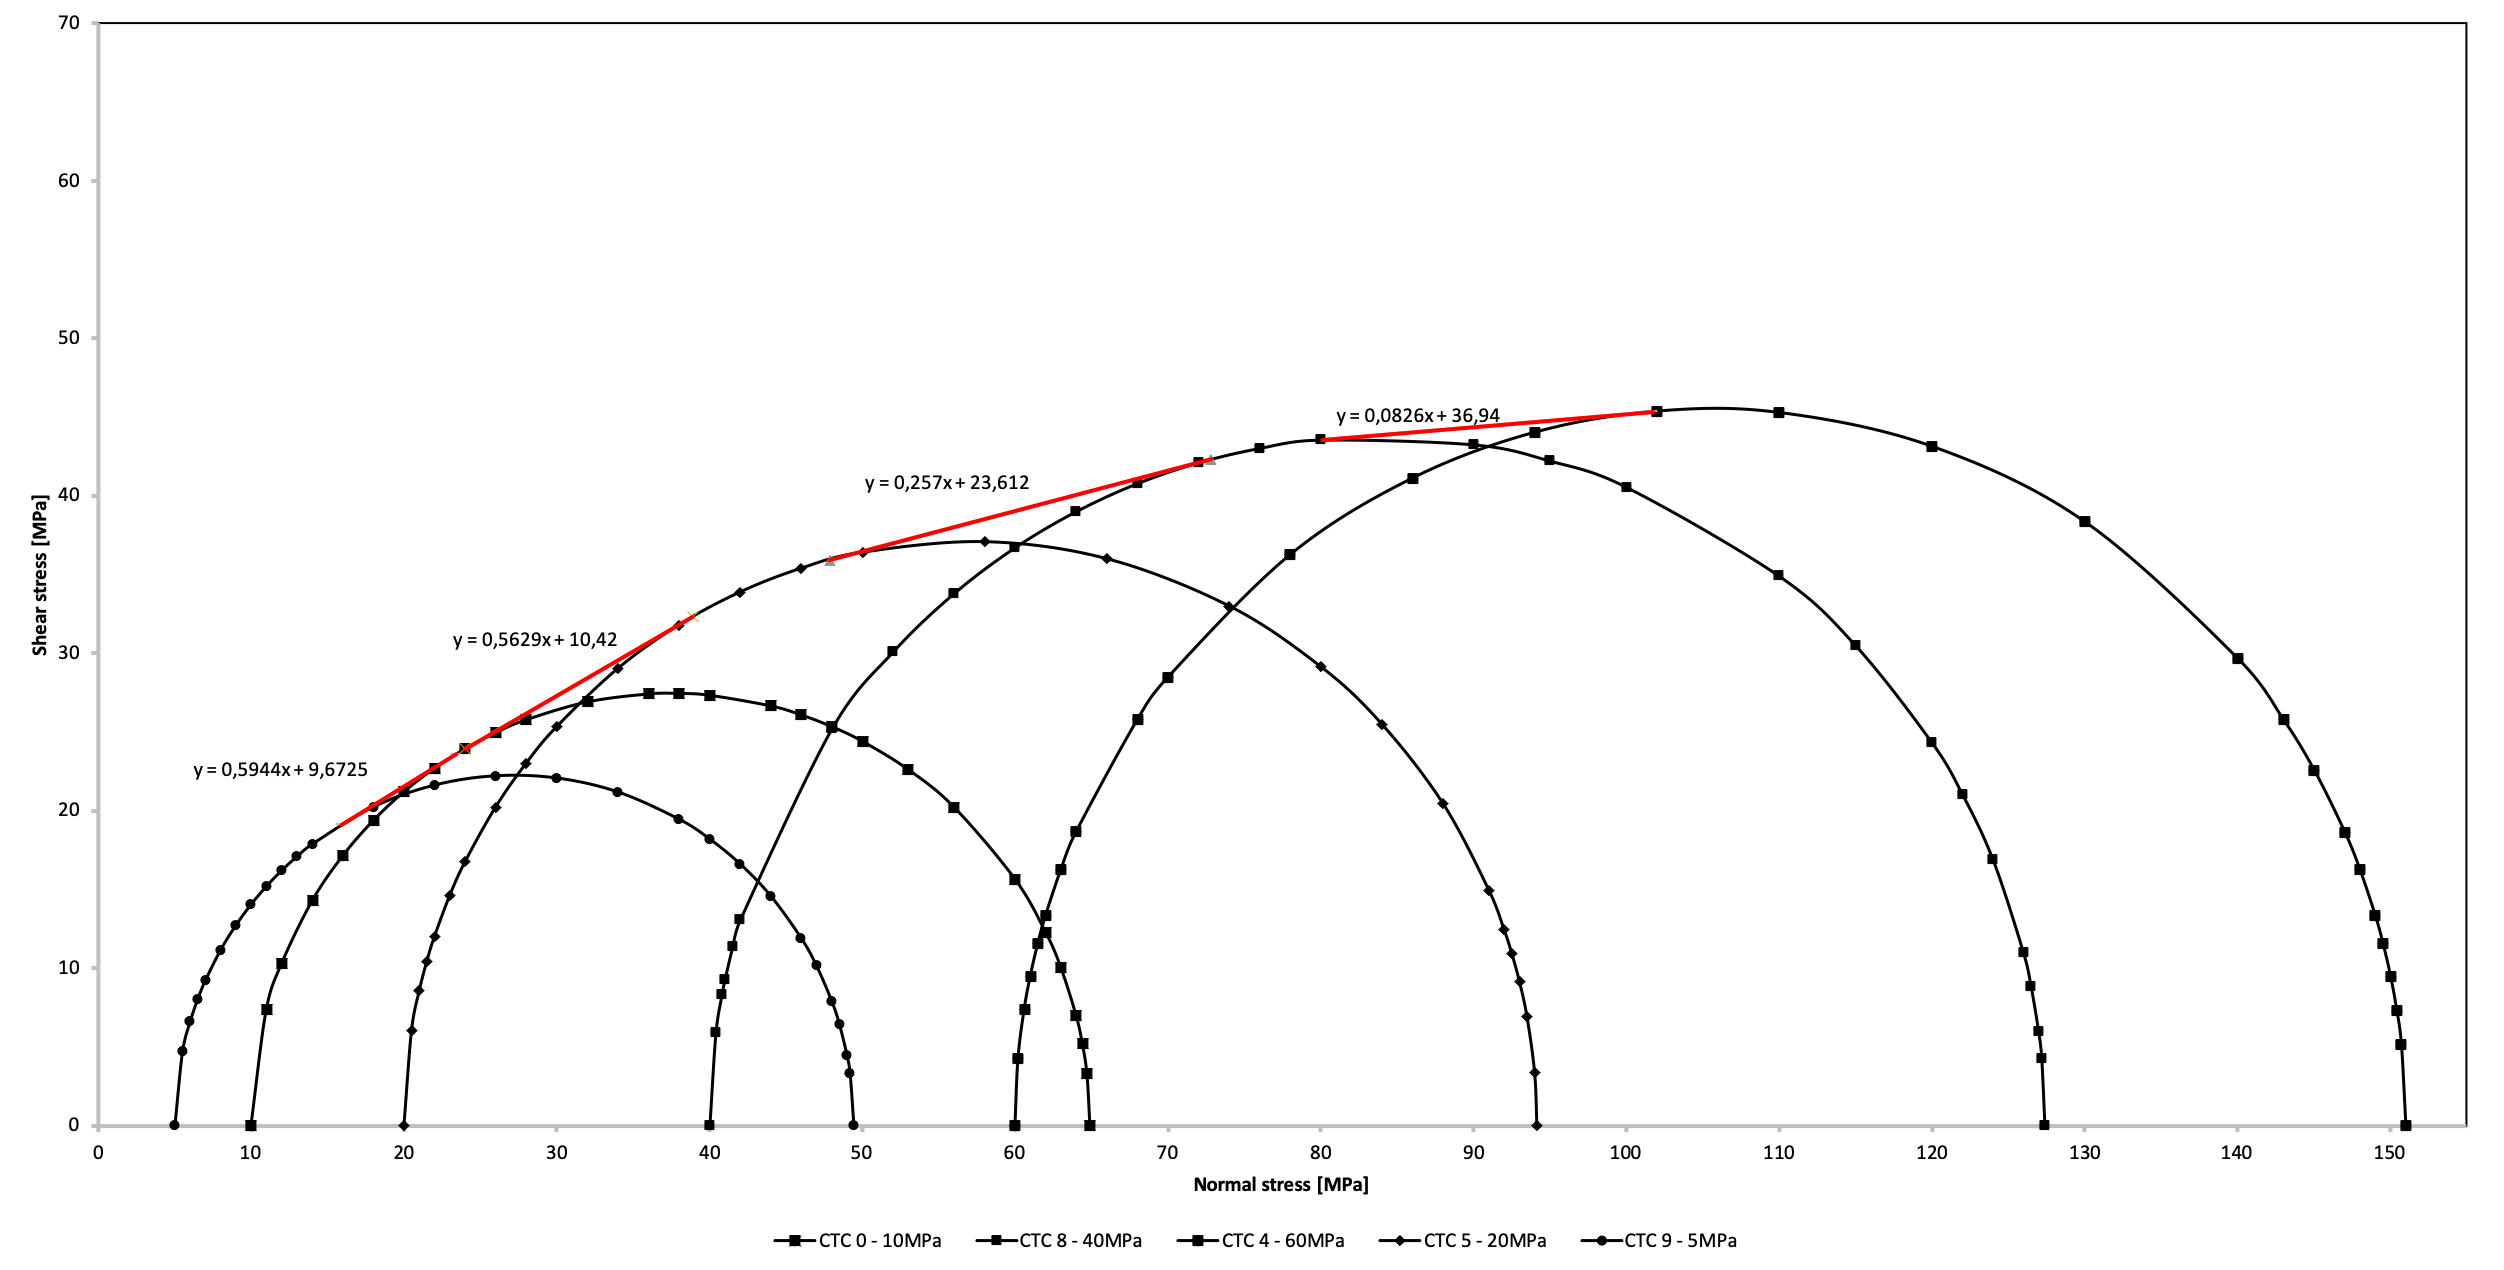 70
60
50
40
30
20
10
0
Shear stress [MPa]
y = 0,0826x + 36,94
y = 0,257x + 23,612
y = 0,5629x + 10,42
y = 0,5944x + 9,6725
0 10 20 30 40 50 60 70 80 90 100 110 120 130 140 150
Normal stress [MPa]
CTC 0 - 10MPa CTC 8 - 40MPa CTC 4 - 60MPa CTC 5 - 20MPa CTC 9 - 5MPa